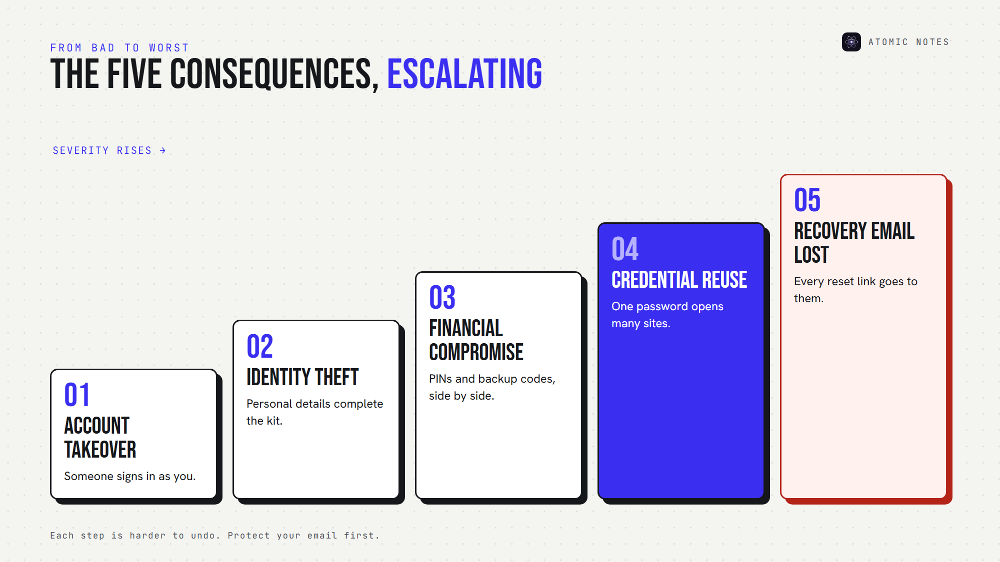 FROM BAD TO WORST
THE FIVE CONSEQUENCES, ESCALATING
ATOMIC NOTES
SEVERITY RISES →
01
ACCOUNT
TAKEOVER
Someone signs in as you.
02
IDENTITY THEFT
Personal details complete
the kit.
03
FINANCIAL
COMPROMISE
PINs and backup codes,
side by side.
04
CREDENTIAL REUSE
One password opens
many sites.
05
RECOVERY EMAIL
LOST
Every reset link goes to
them.
Each step is harder to undo. Protect your email first.